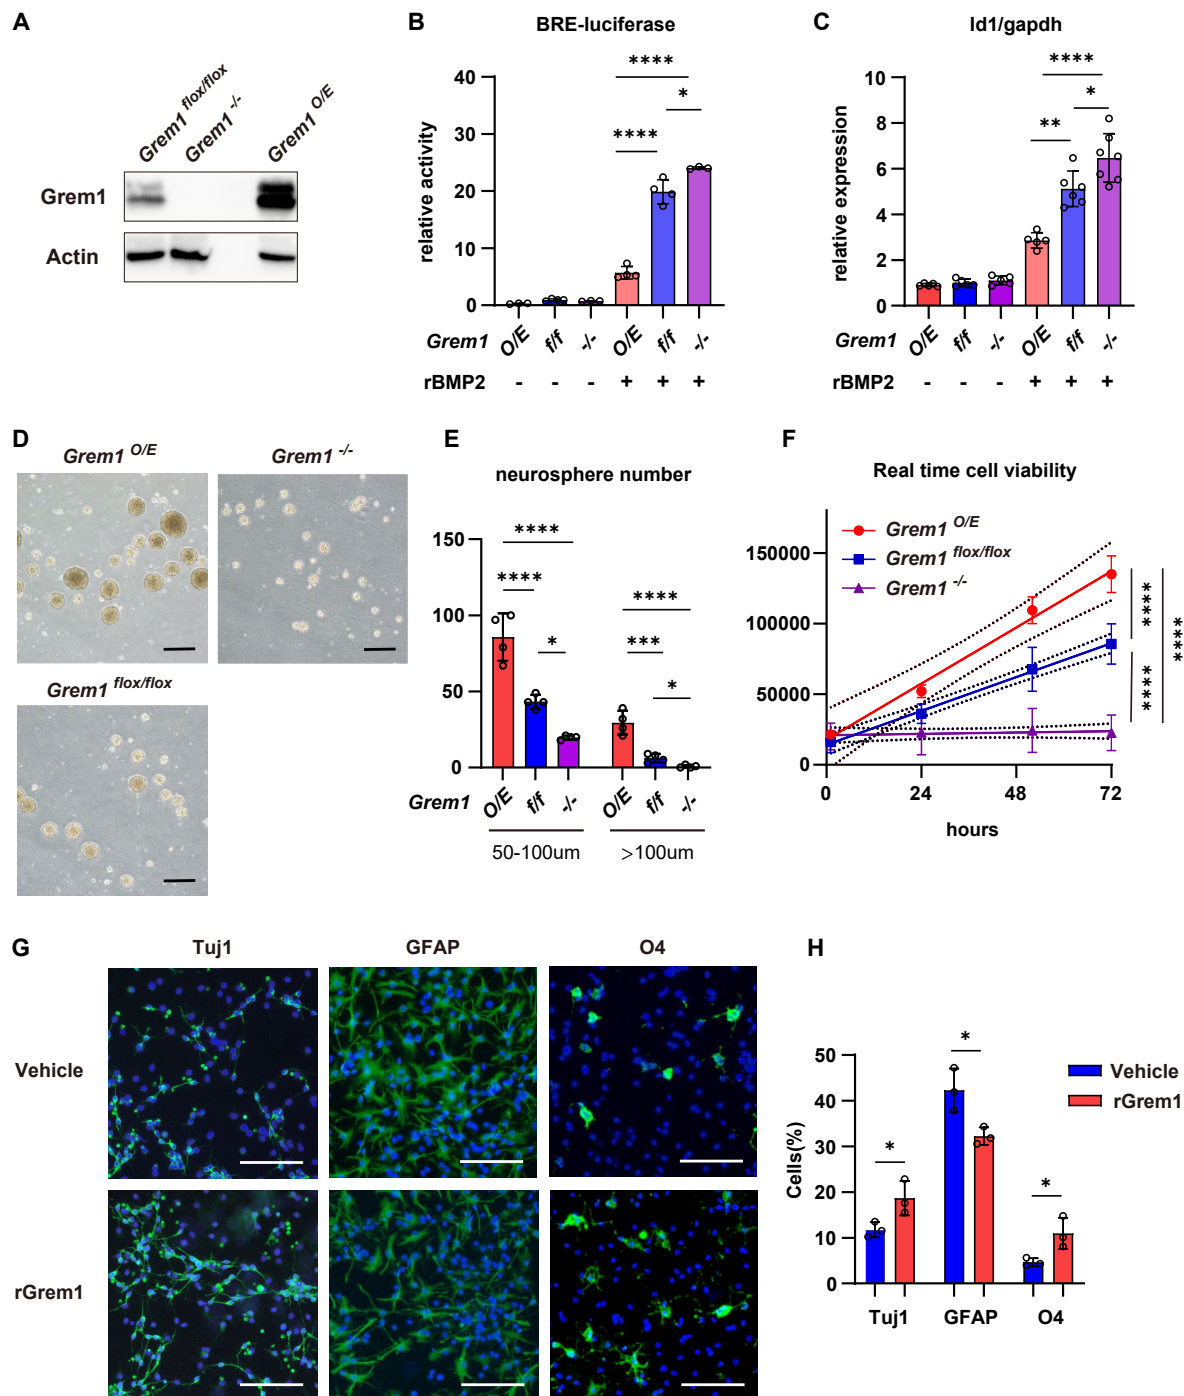 A
Grem1 flox/flox
Grem1 -/-
Grem1 O/E
Grem1
Actin
B
BRE-luciferase
relative activity
40
30
20
10
0
****
*
****
Grem1 O/E f/f -/- O/E f/f -/-
rBMP2 - - - + + +
C
Id1/gapdh
relative expression
10
8
6
4
2
0
****
*
**
Grem1 O/E f/f -/- O/E f/f -/-
rBMP2 - - - + + +
D
Grem1 O/E
Grem1 -/-
Grem1 flox/flox
E
neurosphere number
150
100
50
0
****
****
*
****
***
*
Grem1 O/E f/f -/- O/E f/f -/-
50-100um >100um
F
Real time cell viability
150000
100000
50000
0
Grem1 O/E
Grem1 flox/flox
Grem1 -/-
****
****
****
0 24 48 72
hours
G
Tuj1 GFAP O4
Vehicle
rGrem1
H
Cells(%)
50
40
30
20
10
0
*
*
*
Vehicle
rGrem1
Tuj1 GFAP O4